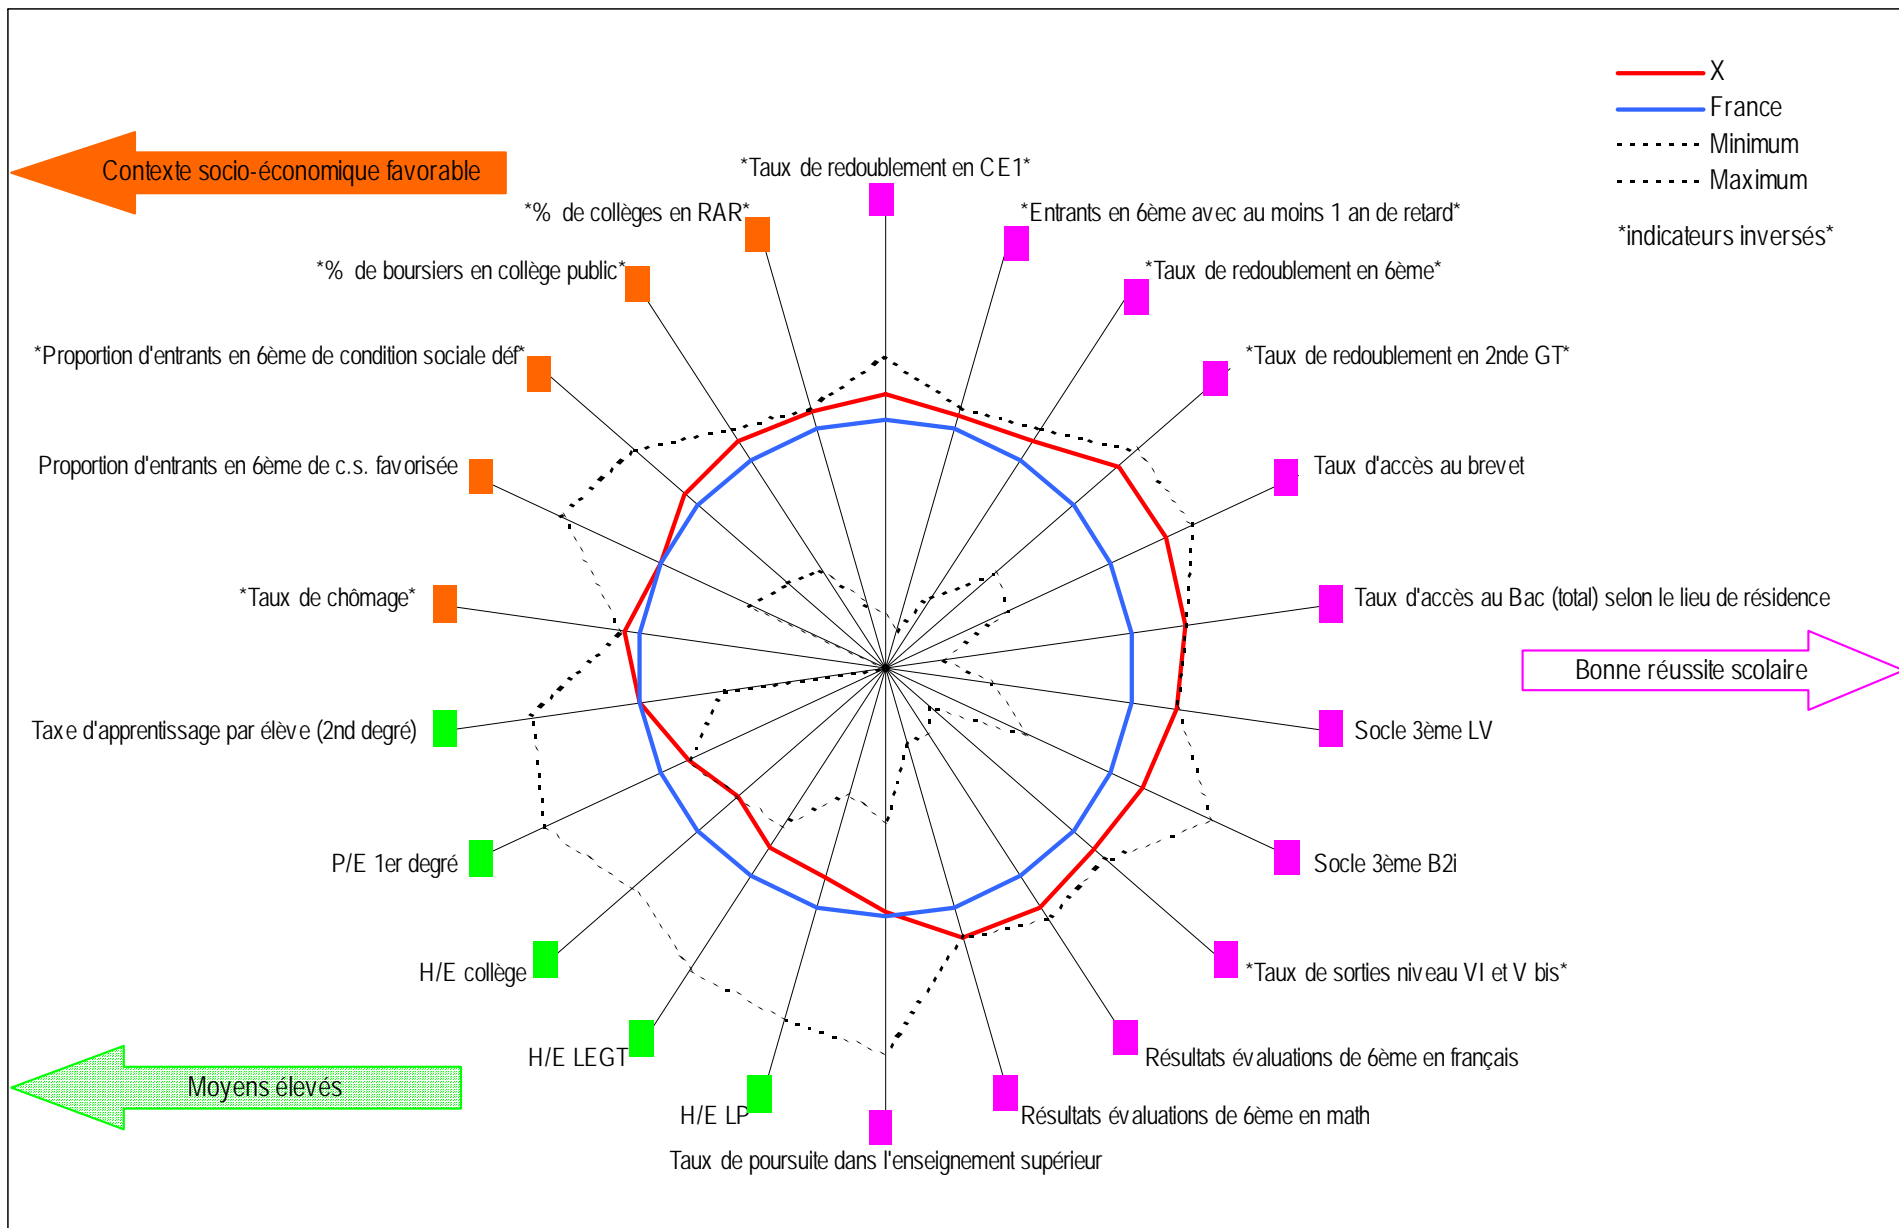 X
France
Minimum
Maximum
*indicateurs inversés*
Contexte socio-économique favorable
*Taux de redoublement en CE1*
*% de collèges en RAR*
*Entrants en 6ème avec au moins 1 an de retard*
*% de boursiers en collège public*
*Taux de redoublement en 6ème*
*Proportion d'entrants en 6ème de condition sociale déf*
*Taux de redoublement en 2nde GT*
Proportion d'entrants en 6ème de c.s. favorisée
Taux d'accès au brevet
*Taux de chômage*
Taux d'accès au Bac (total) selon le lieu de résidence
Bonne réussite scolaire
Taxe d'apprentissage par élève (2nd degré)
Socle 3ème LV
P/E 1er degré
Socle 3ème B2i
H/E collège
*Taux de sorties niveau VI et V bis*
H/E LEGT
Résultats évaluations de 6ème en français
Moyens élevés
H/E LP
Résultats évaluations de 6ème en math
Taux de poursuite dans l'enseignement supérieur